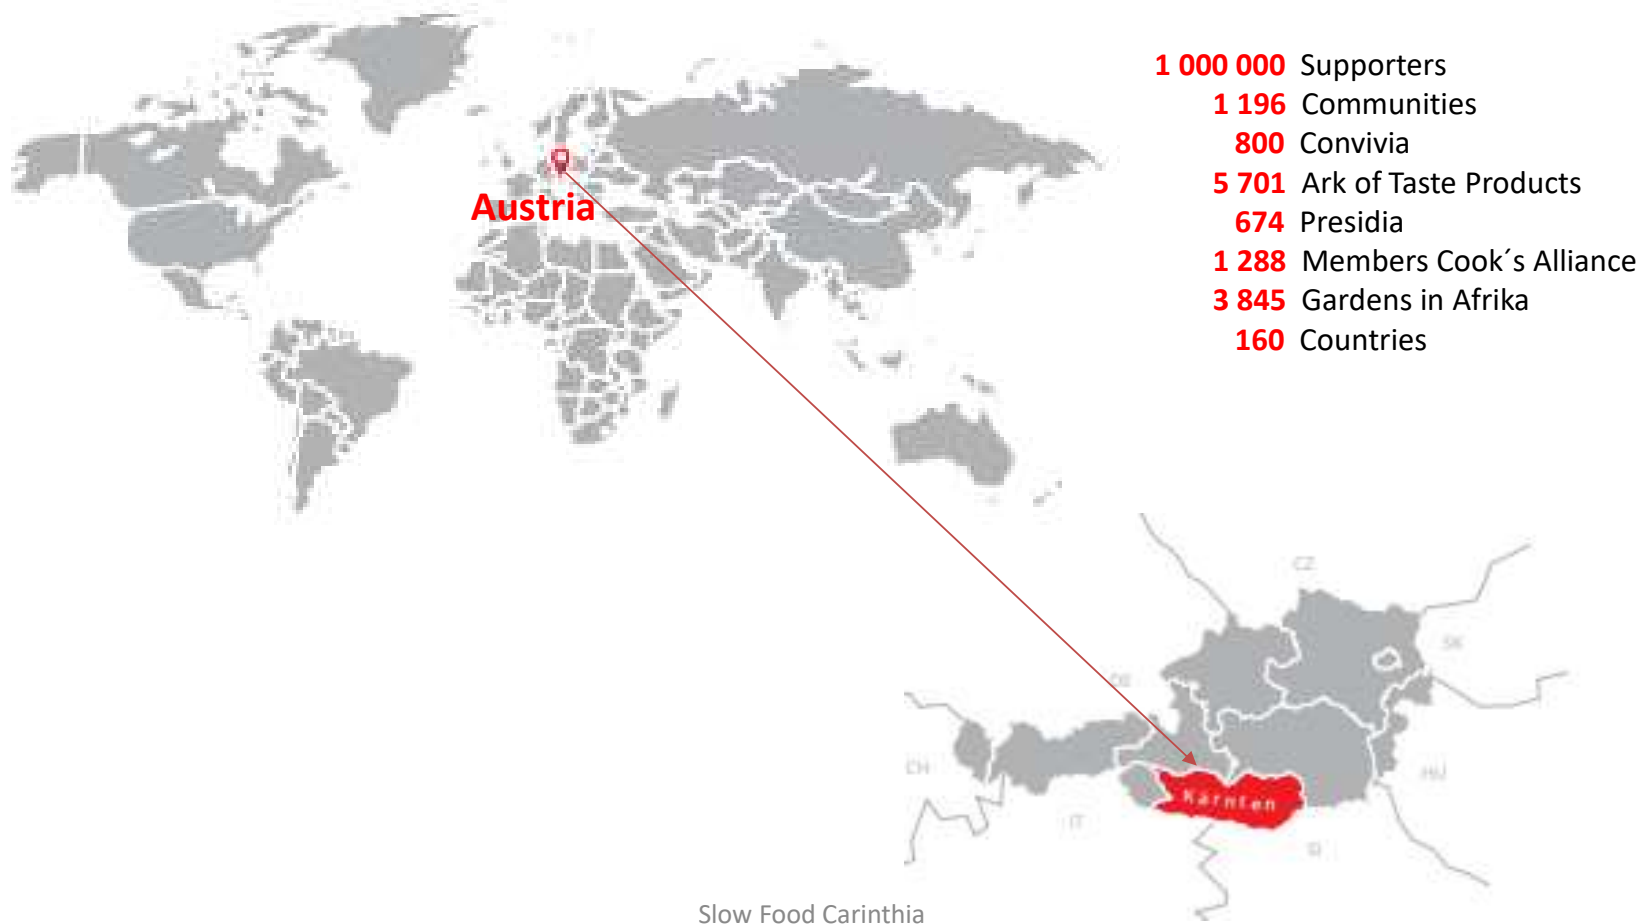 1 000 000 Supporters
1 196 Communities
800 Convivia
5 701 Ark of Taste Products
674 Presidia
1 288 Members Cook´s Alliance
3 845 Gardens in Afrika
160 Countries
Austria
CZ
SK
DE
CH
HU
Kärnten
IT
SI
Slow Food Carinthia